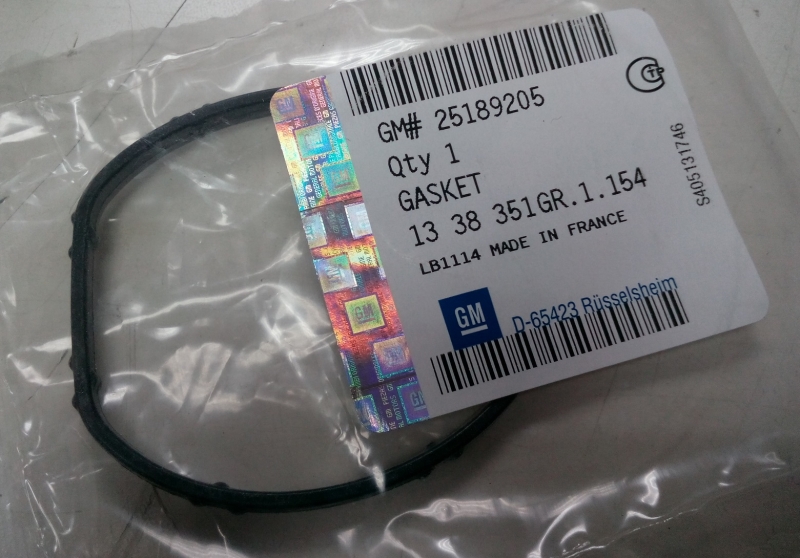 GM# 25189205
Qty 1
GASKET
13 38 351GR.1.154
LB1114 MADE IN FRANCE
GM
D-65423 Rüsselsheim
S405131746